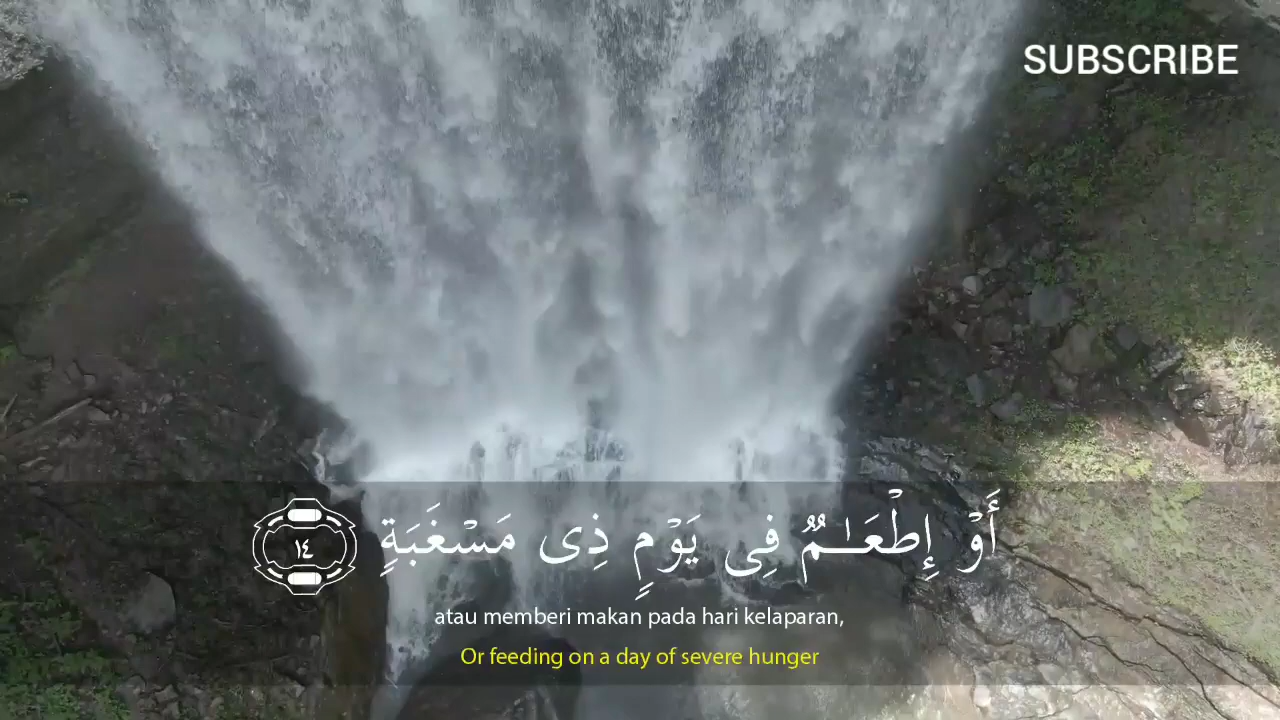 SUBSCRIBE
أَوْ إِطْعَـٰمٌ فِى يَوْمٍ ذِى مَسْغَبَةٍ ١٤
atau memberi makan pada hari kelaparan,
Or feeding on a day of severe hunger